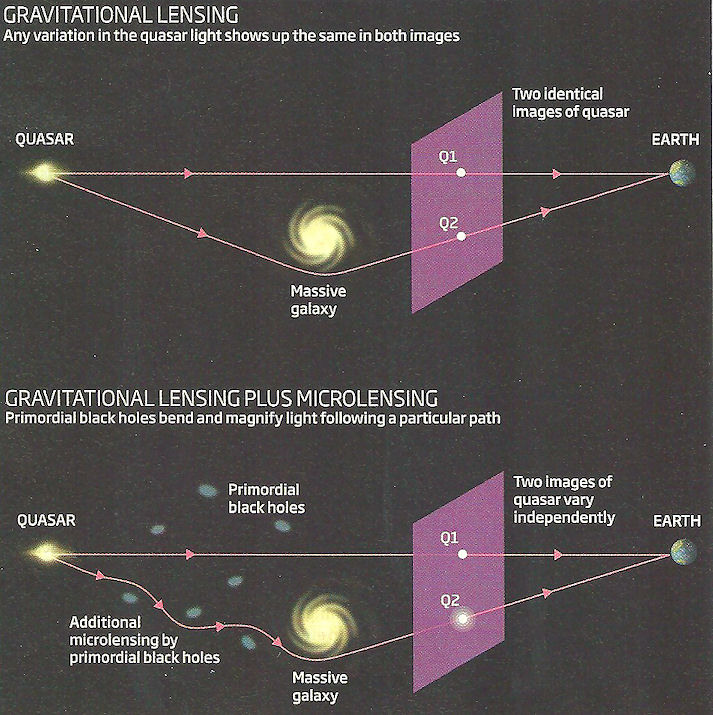 GRAVITATIONAL LENSING
Any variation in the quasar light shows up the same in both images
Two identical
images of quasar
QUASAR
EARTH
Q1
Q2
Massive
galaxy
GRAVITATIONAL LENSING PLUS MICROLENSING
Primordial black holes bend and magnify light following a particular path
Primordial
black holes
Two images of
quasar vary
independently
QUASAR
EARTH
Q1
Q2
Additional
microlensing by
primordial black holes
Massive
galaxy